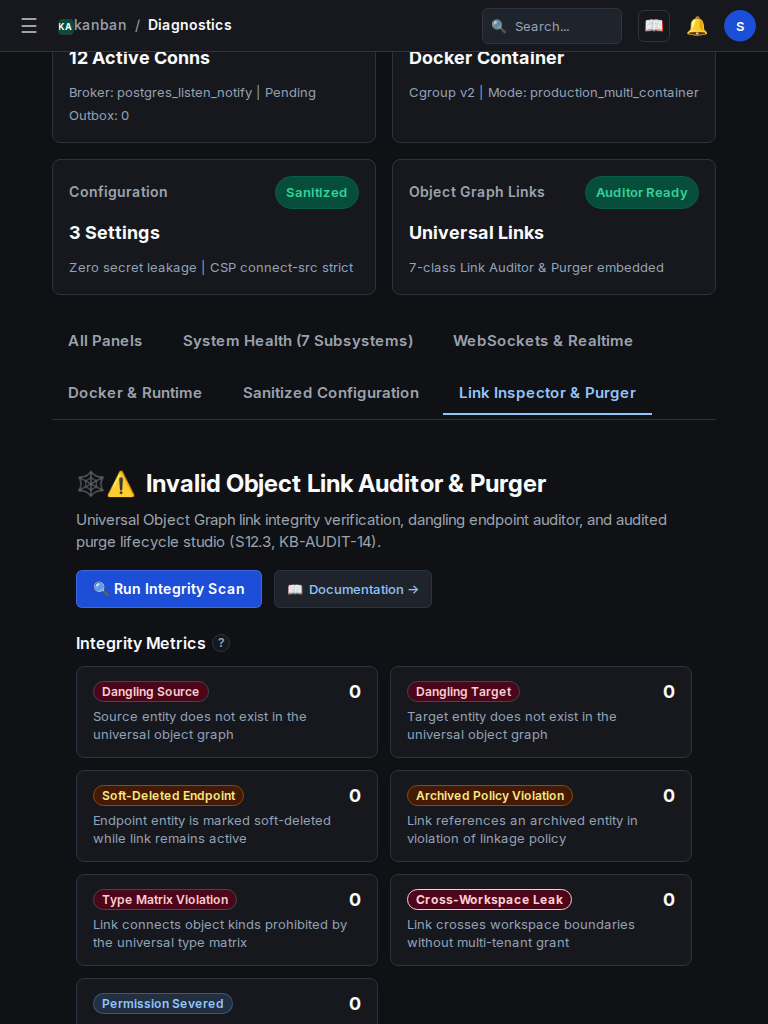 ☰ KA kanban / Diagnostics 🔍 Search... 📖 🔔 S
12 Active Conns
Broker: postgres_listen_notify | Pending
Outbox: 0
Docker Container
Cgroup v2 | Mode: production_multi_container
Configuration Sanitized
3 Settings
Zero secret leakage | CSP connect-src strict
Object Graph Links Auditor Ready
Universal Links
7-class Link Auditor & Purger embedded
All Panels System Health (7 Subsystems) WebSockets & Realtime
Docker & Runtime Sanitized Configuration Link Inspector & Purger
🕸️⚠️ Invalid Object Link Auditor & Purger
Universal Object Graph link integrity verification, dangling endpoint auditor, and audited
purge lifecycle studio (S12.3, KB-AUDIT-14).
🔍 Run Integrity Scan 📖 Documentation →
Integrity Metrics ?
Dangling Source 0
Source entity does not exist in the
universal object graph
Dangling Target 0
Target entity does not exist in the
universal object graph
Soft-Deleted Endpoint 0
Endpoint entity is marked soft-deleted
while link remains active
Archived Policy Violation 0
Link references an archived entity in
violation of linkage policy
Type Matrix Violation 0
Link connects object kinds prohibited by
the universal type matrix
Cross-Workspace Leak 0
Link crosses workspace boundaries
without multi-tenant grant
Permission Severed 0